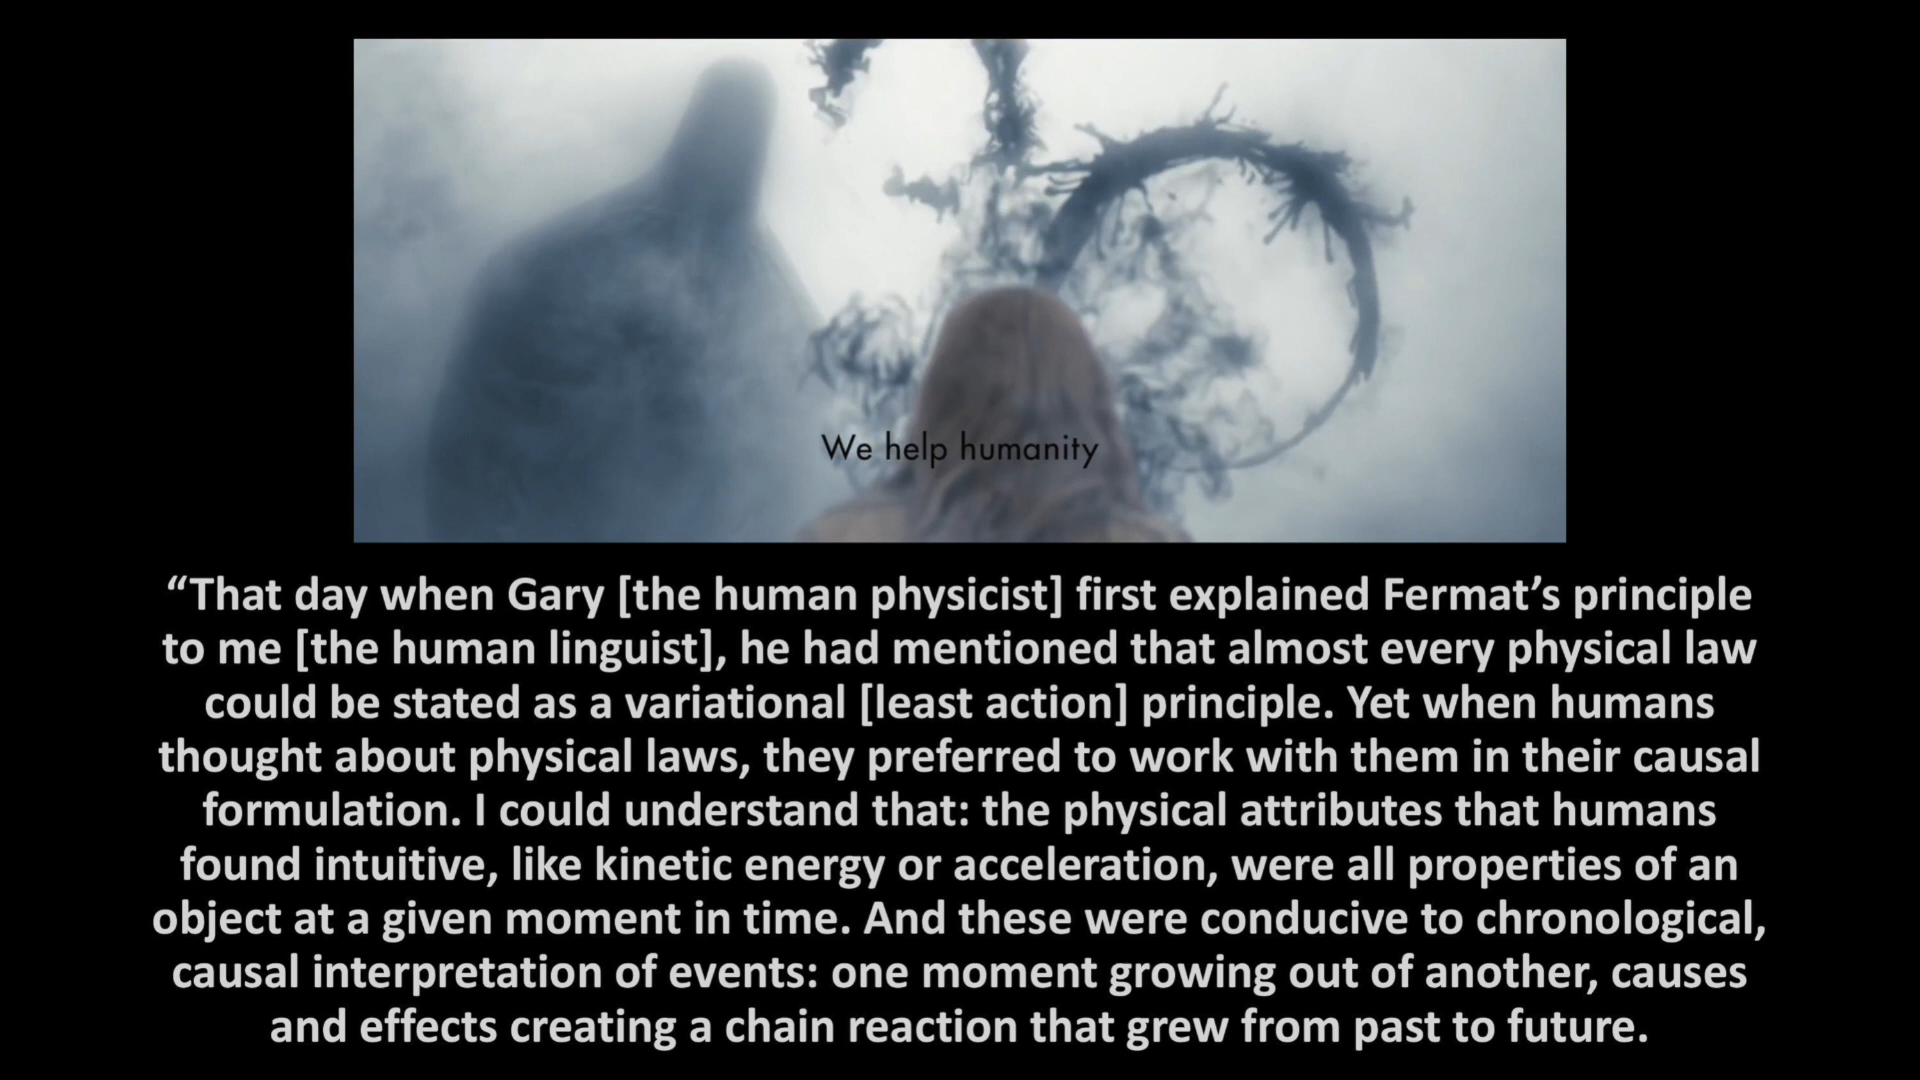 We help humanity
“That day when Gary [the human physicist] first explained Fermat’s principle
to me [the human linguist], he had mentioned that almost every physical law
could be stated as a variational [least action] principle. Yet when humans
thought about physical laws, they preferred to work with them in their causal
formulation. I could understand that: the physical attributes that humans
found intuitive, like kinetic energy or acceleration, were all properties of an
object at a given moment in time. And these were conducive to chronological,
causal interpretation of events: one moment growing out of another, causes
and effects creating a chain reaction that grew from past to future.